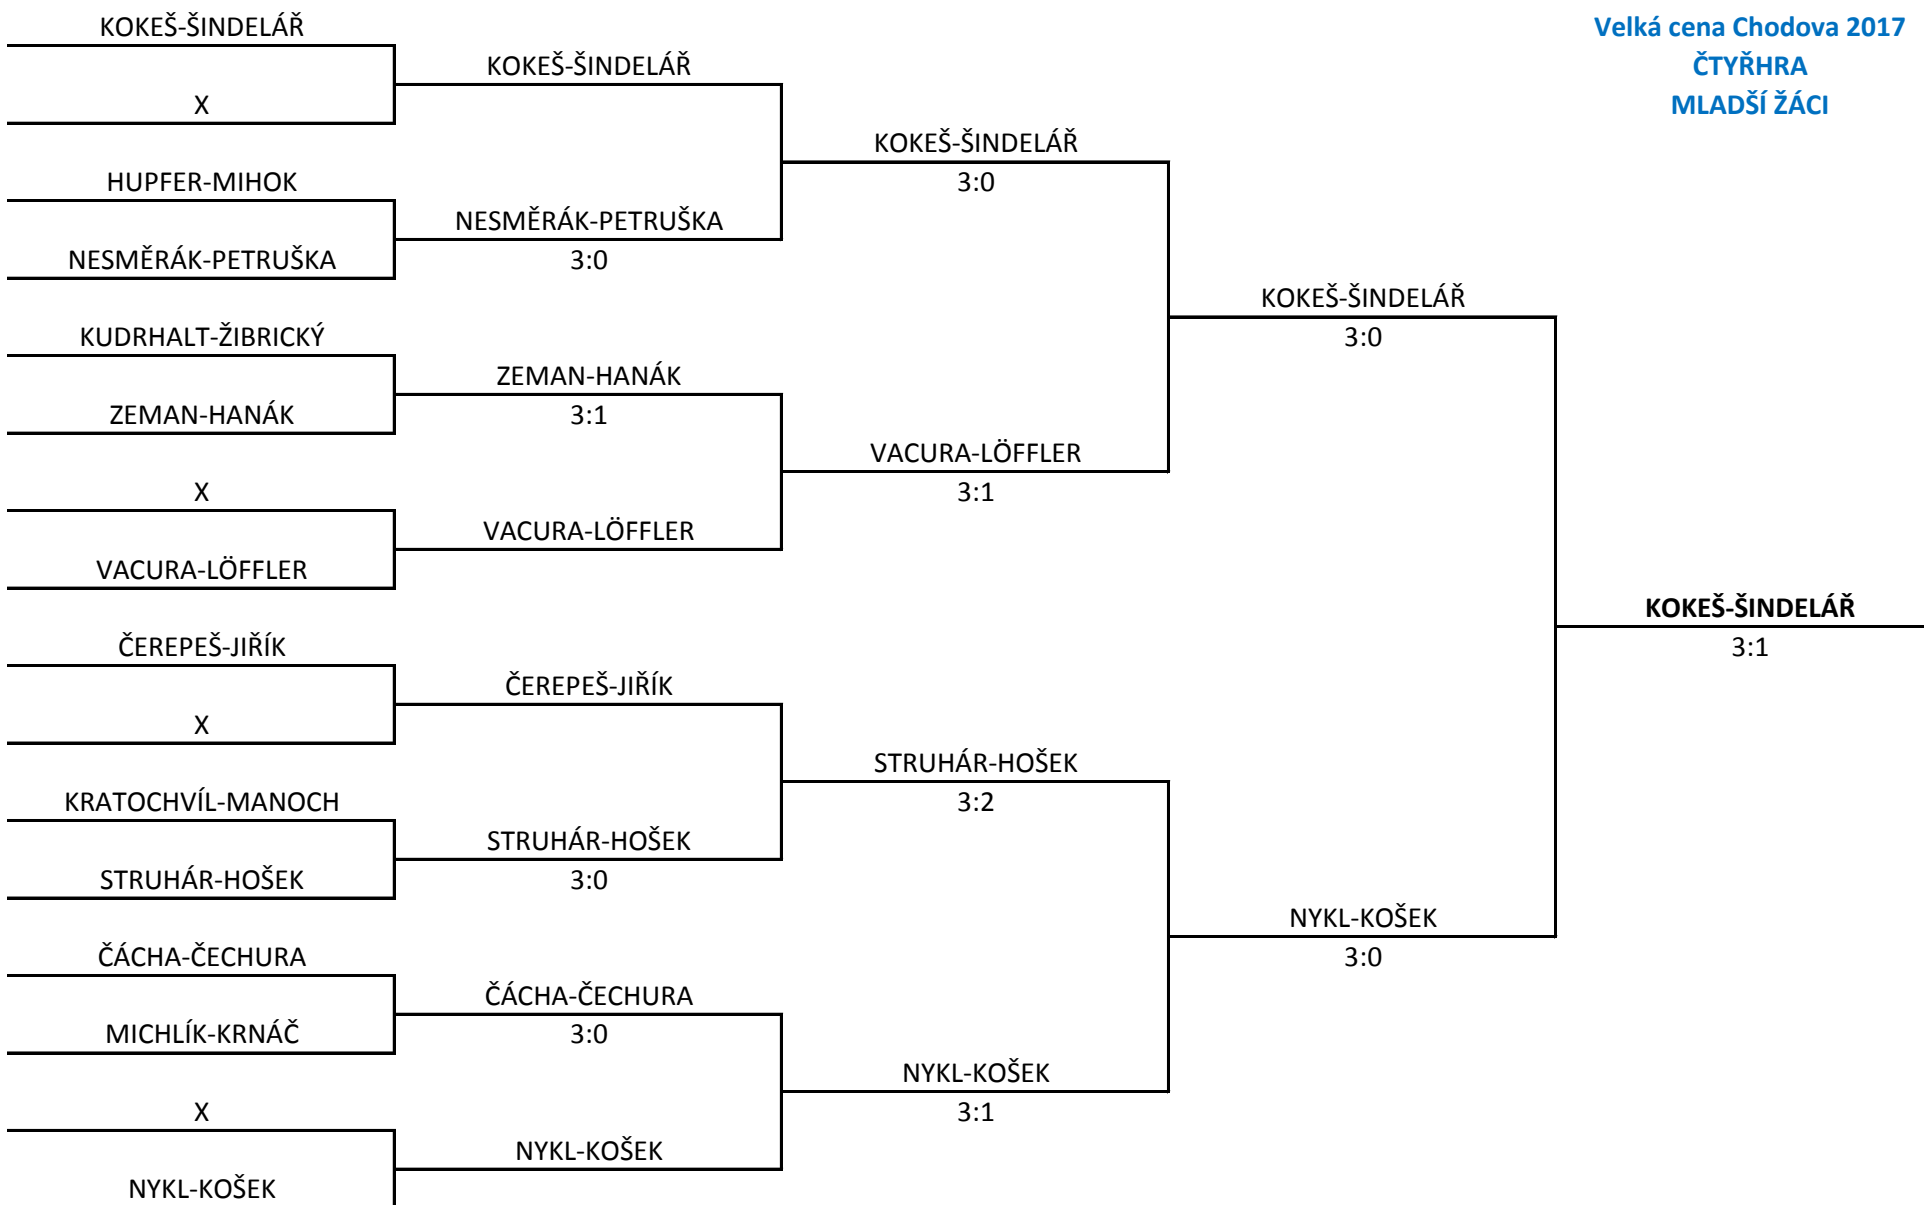 KOKEŠ-ŠINDELÁŘ
X
HUPFER-MIHOK
NESMĚRÁK-PETRUŠKA
KUDRHALT-ŽIBRICKÝ
ZEMAN-HANÁK
X
VACURA-LÖFFLER
ČEREPEŠ-JIŘÍK
X
KRATOCHVÍL-MANOCH
STRUHÁR-HOŠEK
ČÁCHA-ČECHURA
MICHLÍK-KRNÁČ
X
NYKL-KOŠEK
KOKEŠ-ŠINDELÁŘ
NESMĚRÁK-PETRUŠKA
3:0
ZEMAN-HANÁK
3:1
VACURA-LÖFFLER
ČEREPEŠ-JIŘÍK
STRUHÁR-HOŠEK
3:0
ČÁCHA-ČECHURA
3:0
NYKL-KOŠEK
KOKEŠ-ŠINDELÁŘ
3:0
VACURA-LÖFFLER
3:1
STRUHÁR-HOŠEK
3:2
NYKL-KOŠEK
3:1
KOKEŠ-ŠINDELÁŘ
3:0
NYKL-KOŠEK
3:0
Velká cena Chodova 2017
ČTYŘHRA
MLADŠÍ ŽÁCI
KOKEŠ-ŠINDELÁŘ
3:1